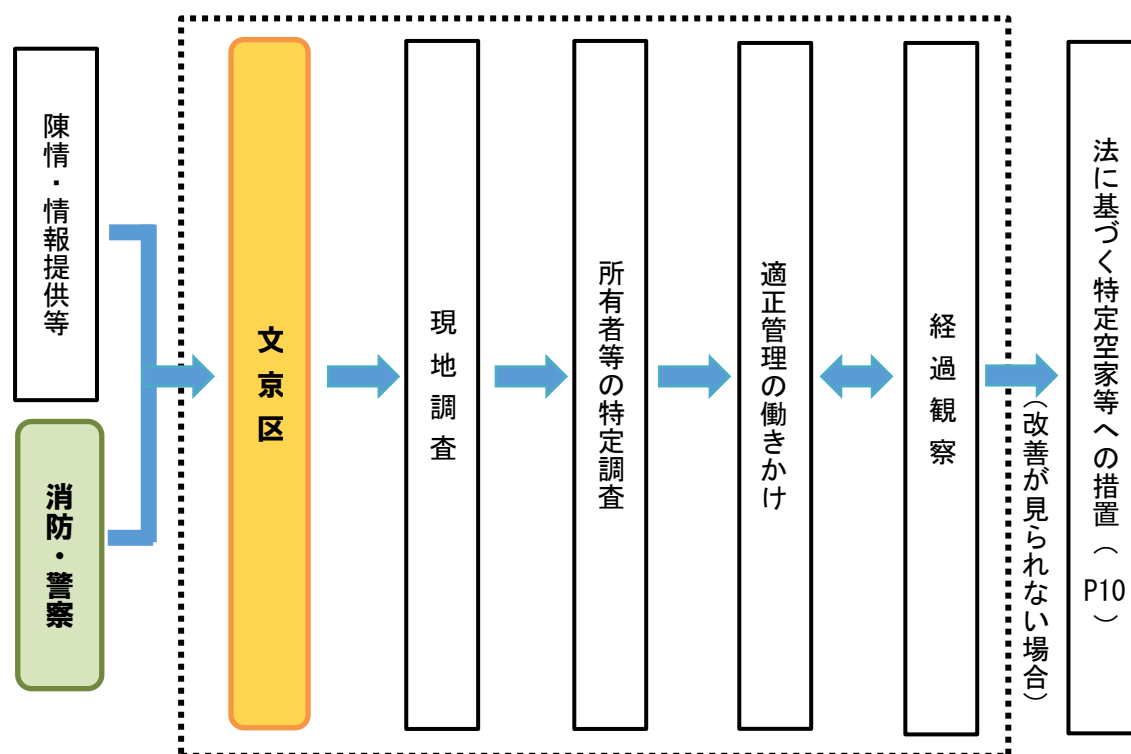 陳情・情報提供等
消防・警察
文京区
現地調査
所有者等の特定調査
適正管理の働きかけ
経過観察
（改善が見られない場合）
法に基づく特定空家等への措置（P10）